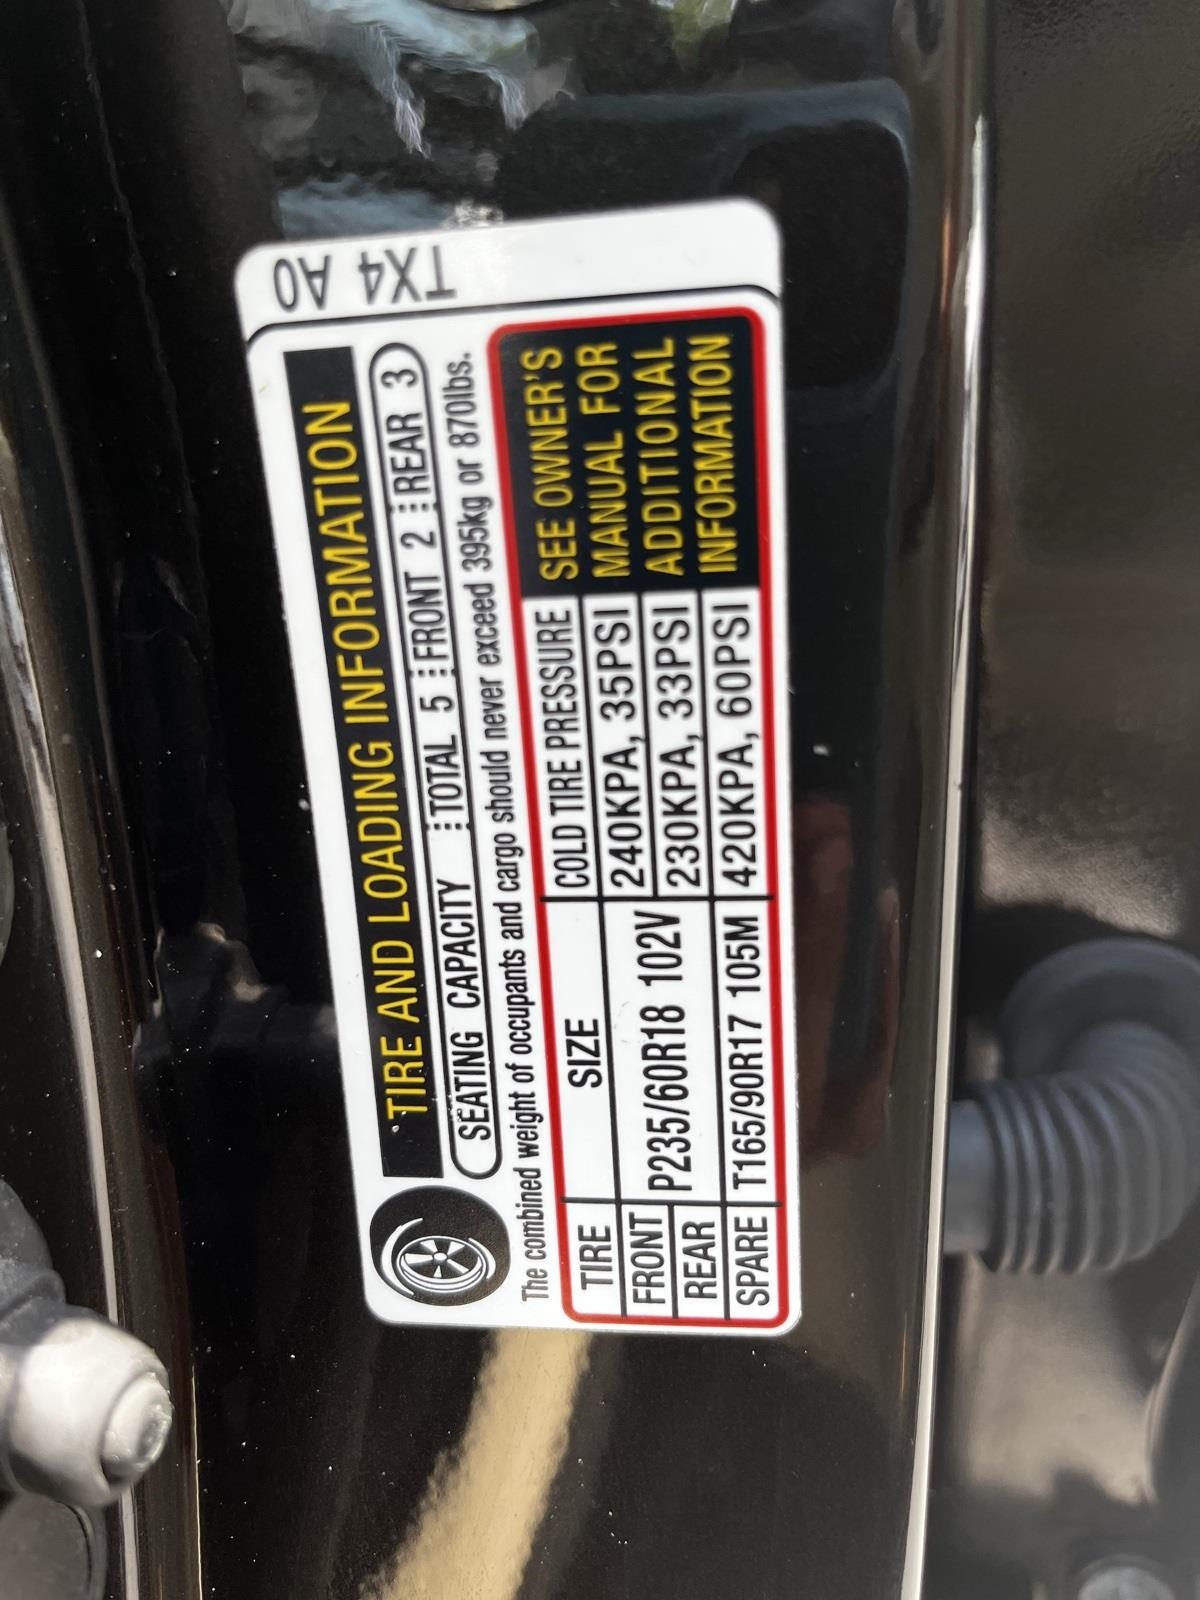 TX4 A0
TIRE AND LOADING INFORMATION
SEATING CAPACITY TOTAL 5 FRONT 2 REAR 3
The combined weight of occupants and cargo should never exceed 395kg or 870lbs.
TIRE SIZE COLD TIRE PRESSURE
FRONT P235/60R18 102V 240KPA, 35PSI
REAR 230KPA, 33PSI
SPARE T165/90R17 105M 420KPA, 60PSI
SEE OWNER'S
MANUAL FOR
ADDITIONAL
INFORMATION